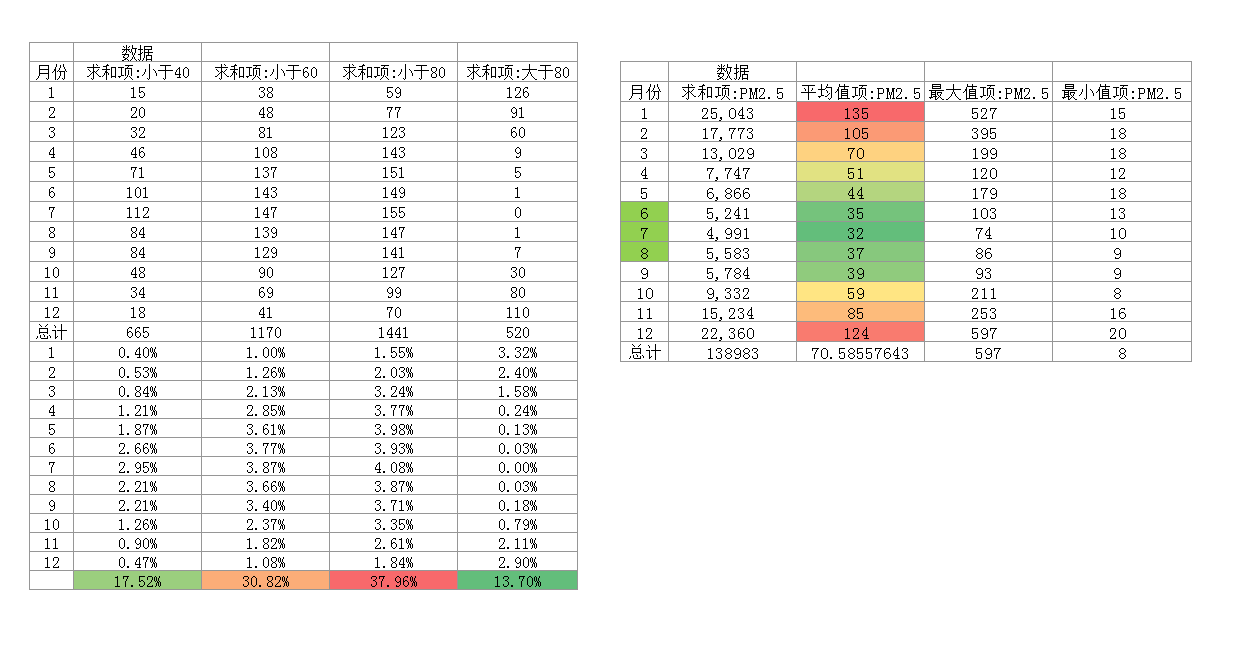 数据
月份 求和项:小于40 求和项:小于60 求和项:小于80 求和项:大于80
1 15 38 59 126
2 20 48 77 91
3 32 81 123 60
4 46 108 143 9
5 71 137 151 5
6 101 143 149 1
7 112 147 155 0
8 84 139 147 1
9 84 129 141 7
10 48 90 127 30
11 34 69 99 80
12 18 41 70 110
总计 665 1170 1441 520
1 0.40% 1.00% 1.55% 3.32%
2 0.53% 1.26% 2.03% 2.40%
3 0.84% 2.13% 3.24% 1.58%
4 1.21% 2.85% 3.77% 0.24%
5 1.87% 3.61% 3.98% 0.13%
6 2.66% 3.77% 3.93% 0.03%
7 2.95% 3.87% 4.08% 0.00%
8 2.21% 3.66% 3.87% 0.03%
9 2.21% 3.40% 3.71% 0.18%
10 1.26% 2.37% 3.35% 0.79%
11 0.90% 1.82% 2.61% 2.11%
12 0.47% 1.08% 1.84% 2.90%
17.52% 30.82% 37.96% 13.70%
数据
月份 求和项:PM2.5 平均值项:PM2.5 最大值项:PM2.5 最小值项:PM2.5
1 25,043 135 527 15
2 17,773 105 395 18
3 13,029 70 199 18
4 7,747 51 120 12
5 6,866 44 179 18
6 5,241 35 103 13
7 4,991 32 74 10
8 5,583 37 86 9
9 5,784 39 93 9
10 9,332 59 211 8
11 15,234 85 253 16
12 22,360 124 597 20
总计 138983 70.58557643 597 8